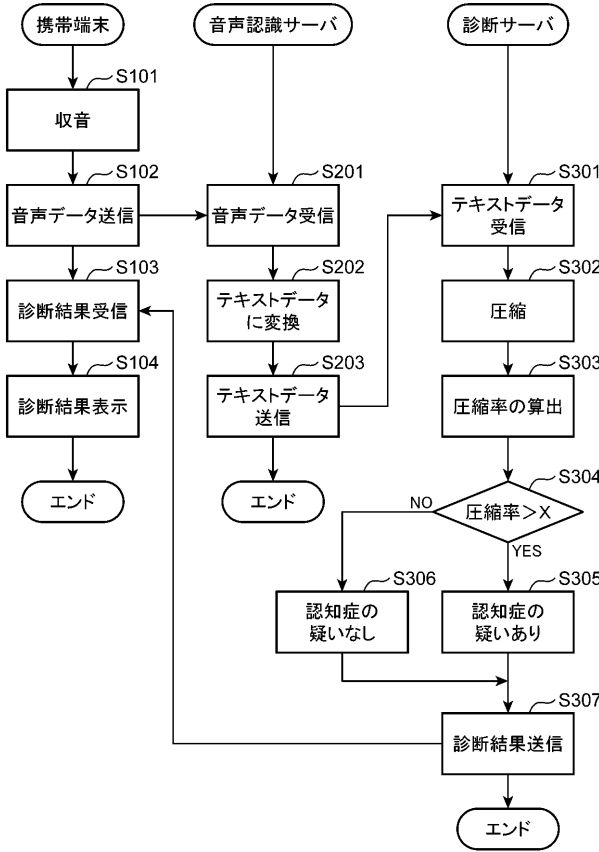 携帯端末
S101
収音
S102
音声データ送信
S103
診断結果受信
S104
診断結果表示
エンド
音声認識サーバ
S201
音声データ受信
S202
テキストデータ
に変換
S203
テキストデータ
送信
エンド
診断サーバ
S301
テキストデータ
受信
S302
圧縮
S303
圧縮率の算出
S304
圧縮率＞X
NO
YES
S306
認知症の
疑いなし
S305
認知症の
疑いあり
S307
診断結果送信
エンド